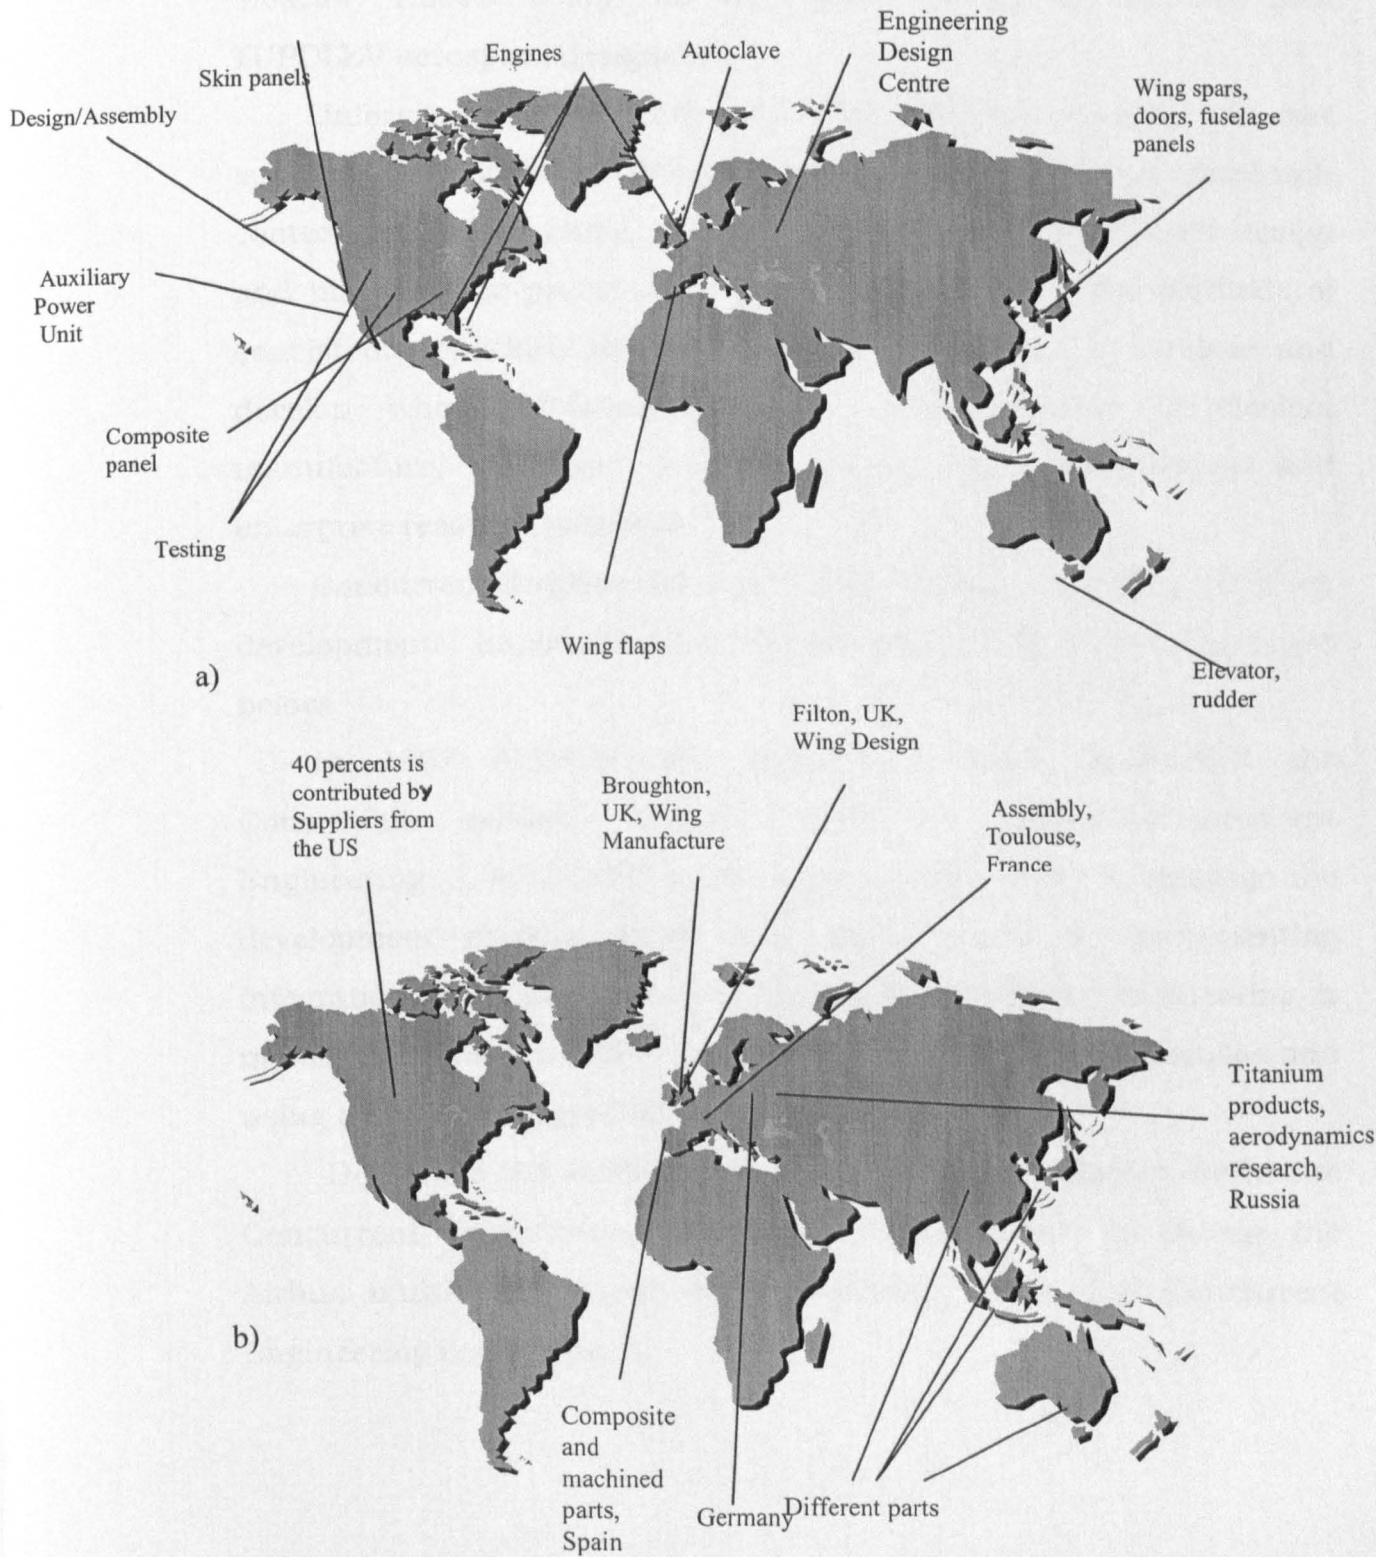 Engineering
Design
Centre
Engines
Autoclave
Skin panels
Wing spars,
doors, fuselage
panels
Design/Assembly
Auxiliary
Power
Unit
Composite
panel
Testing
Wing flaps
Elevator,
rudder
a)
Filton, UK,
Wing Design
40 percents is
contributed by
Suppliers from
the US
Broughton,
UK, Wing
Manufacture
Assembly,
Toulouse,
France
Titanium
products,
aerodynamics
research,
Russia
b)
Composite
and
machined
parts,
Spain
Germany
Different parts